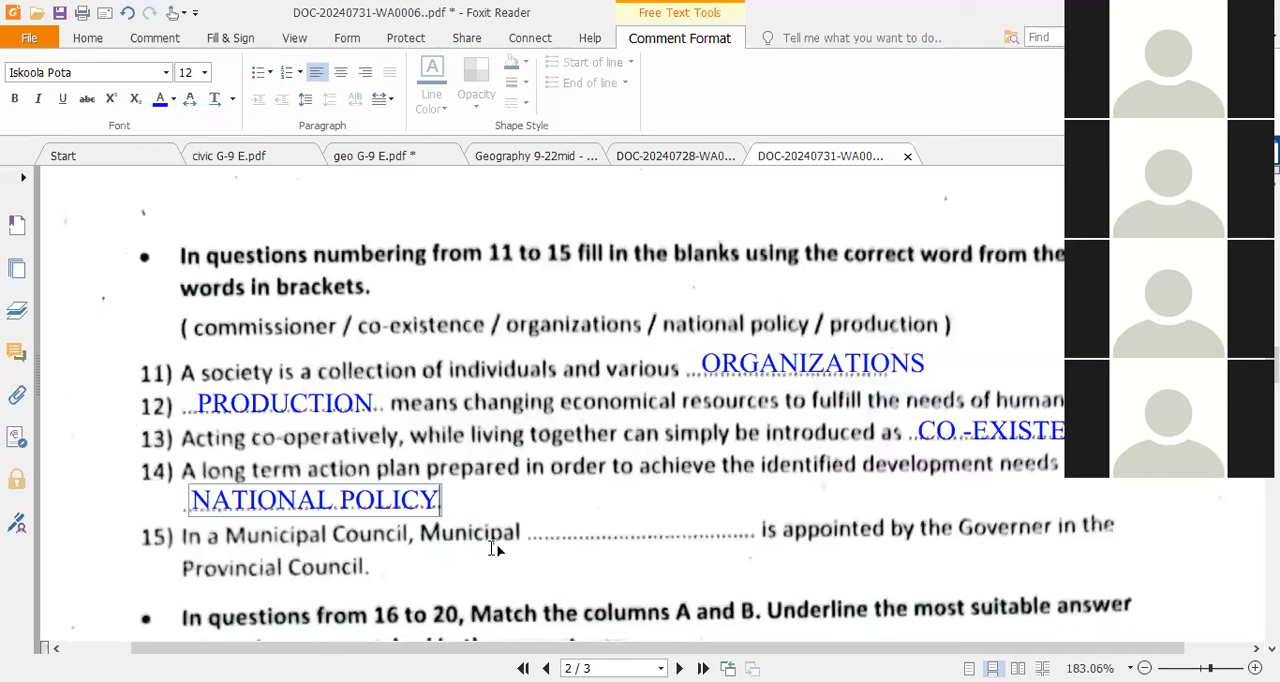 DOC-20240731-WA0006..pdf * - Foxit Reader
Free Text Tools
File Home Comment Fill & Sign View Form Protect Share Connect Help Comment Format Tell me what you want to do.. Find
Iskoola Pota 12
Start of line
End of line
B I U abc X² X₂ A A T
Line Color
Opacity
Font Paragraph Shape Style
Start civic G-9 E.pdf geo G-9 E.pdf * Geography 9-22mid - ... DOC-20240728-WA0... DOC-20240731-WA00...
• In questions numbering from 11 to 15 fill in the blanks using the correct word from the
words in brackets.
( commissioner / co-existence / organizations / national policy / production )
11) A society is a collection of individuals and various ...ORGANIZATIONS
12) ...PRODUCTION.. means changing economical resources to fulfill the needs of human
13) Acting co-operatively, while living together can simply be introduced as ..CO -EXISTE
14) A long term action plan prepared in order to achieve the identified development needs
NATIONAL POLICY
15) In a Municipal Council, Municipal ....................................... is appointed by the Governer in the
Provincial Council.
• In questions from 16 to 20, Match the columns A and B. Underline the most suitable answer
2 / 3
183.06%